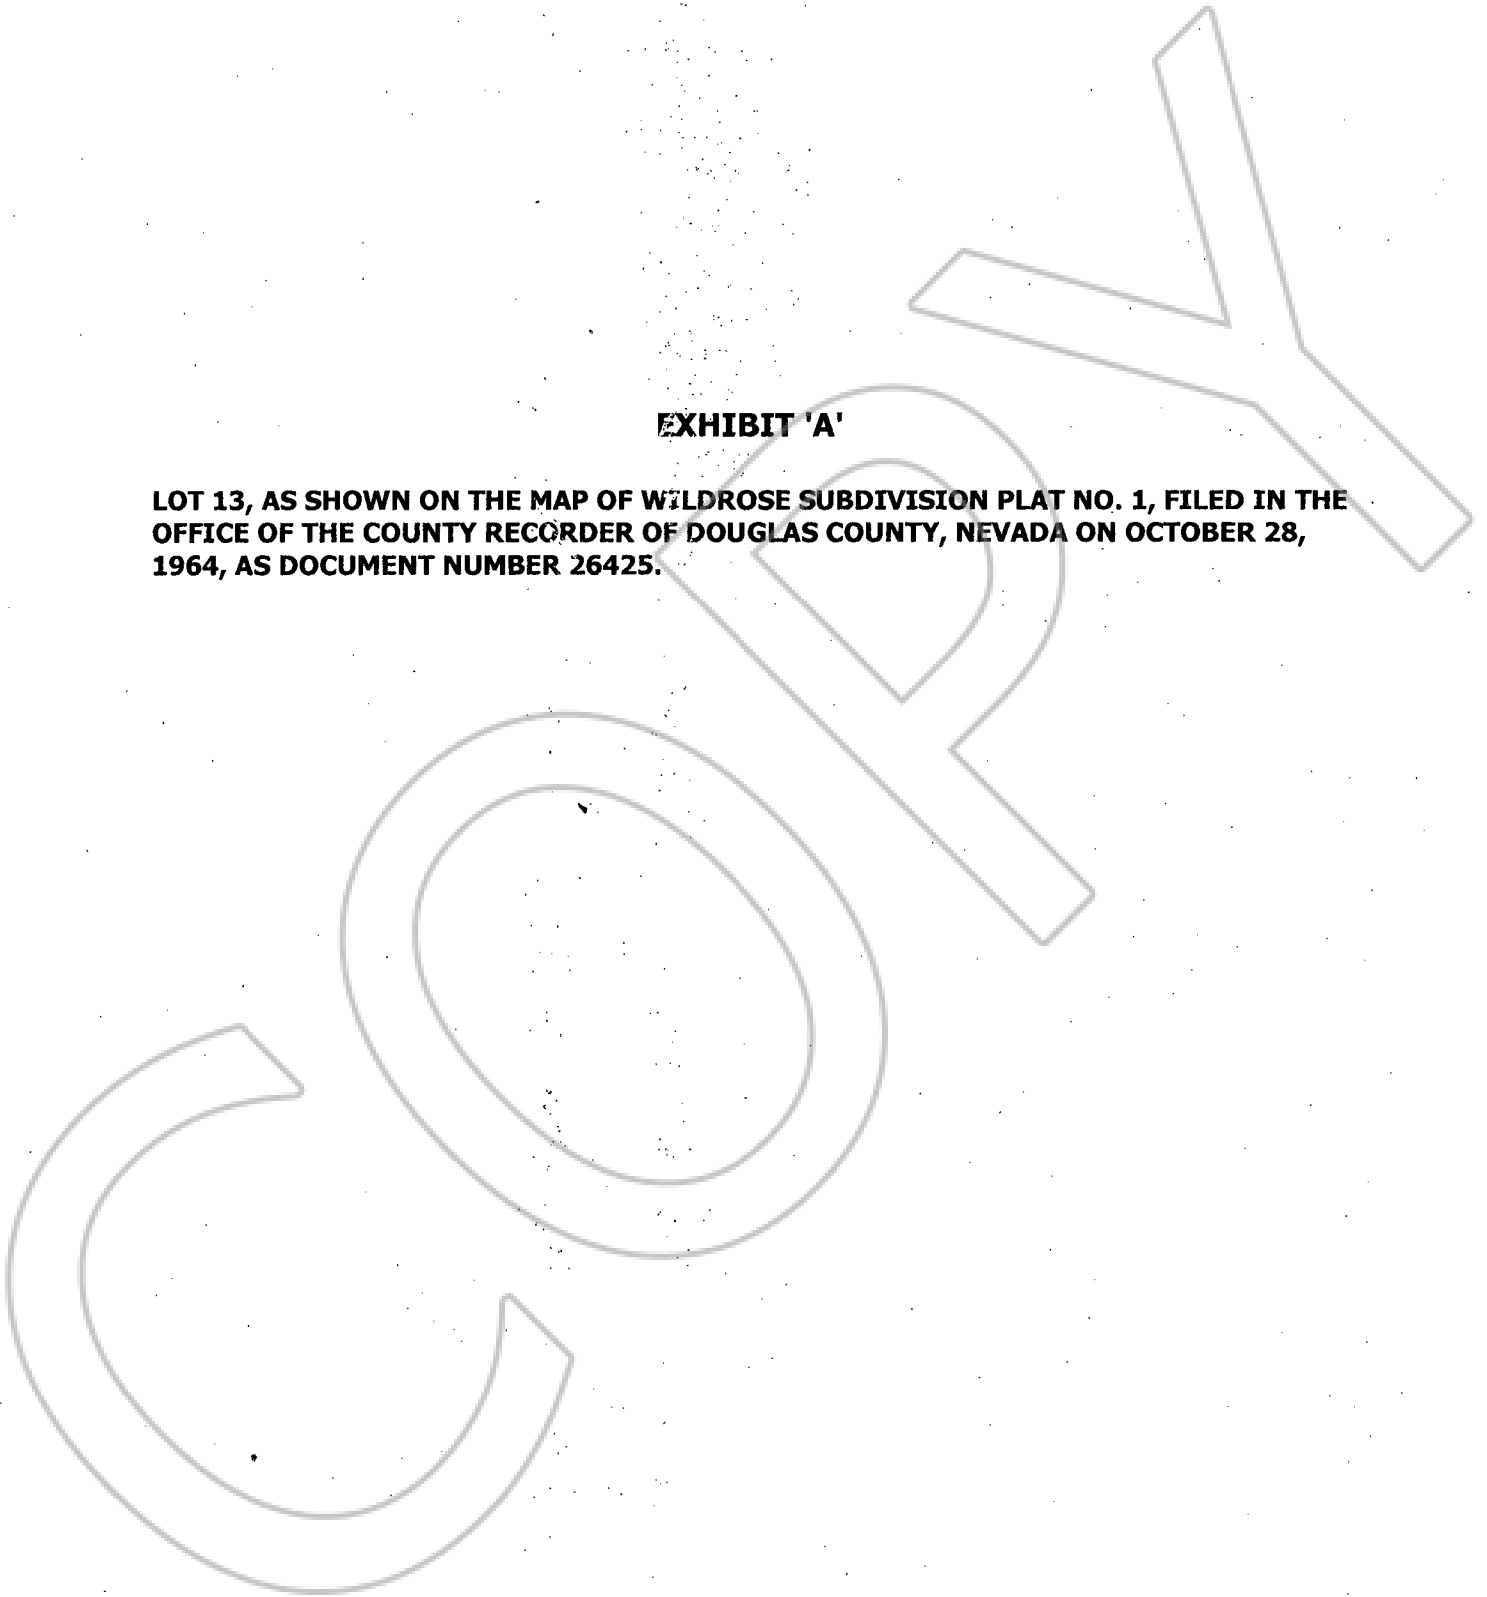 EXHIBIT 'A'
LOT 13, AS SHOWN ON THE MAP OF WILDROSE SUBDIVISION PLAT NO. 1, FILED IN THE
OFFICE OF THE COUNTY RECORDER OF DOUGLAS COUNTY, NEVADA ON OCTOBER 28,
1964, AS DOCUMENT NUMBER 26425.
COPY